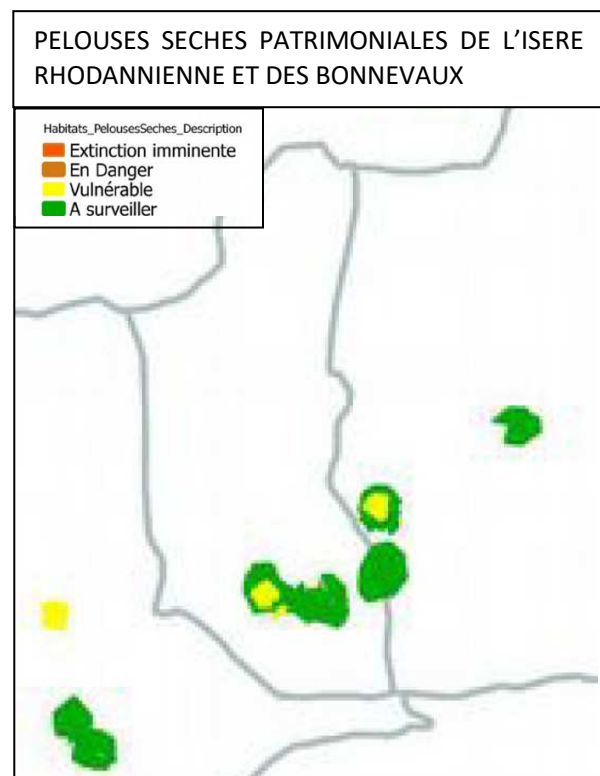 PELOUSES SECHES PATRIMONIALES DE L'ISERE
RHODANNIENNE ET DES BONNEVAUX
Habitats_PelousesSeches_Description
Extinction imminente
En Danger
Vulnérable
A surveiller